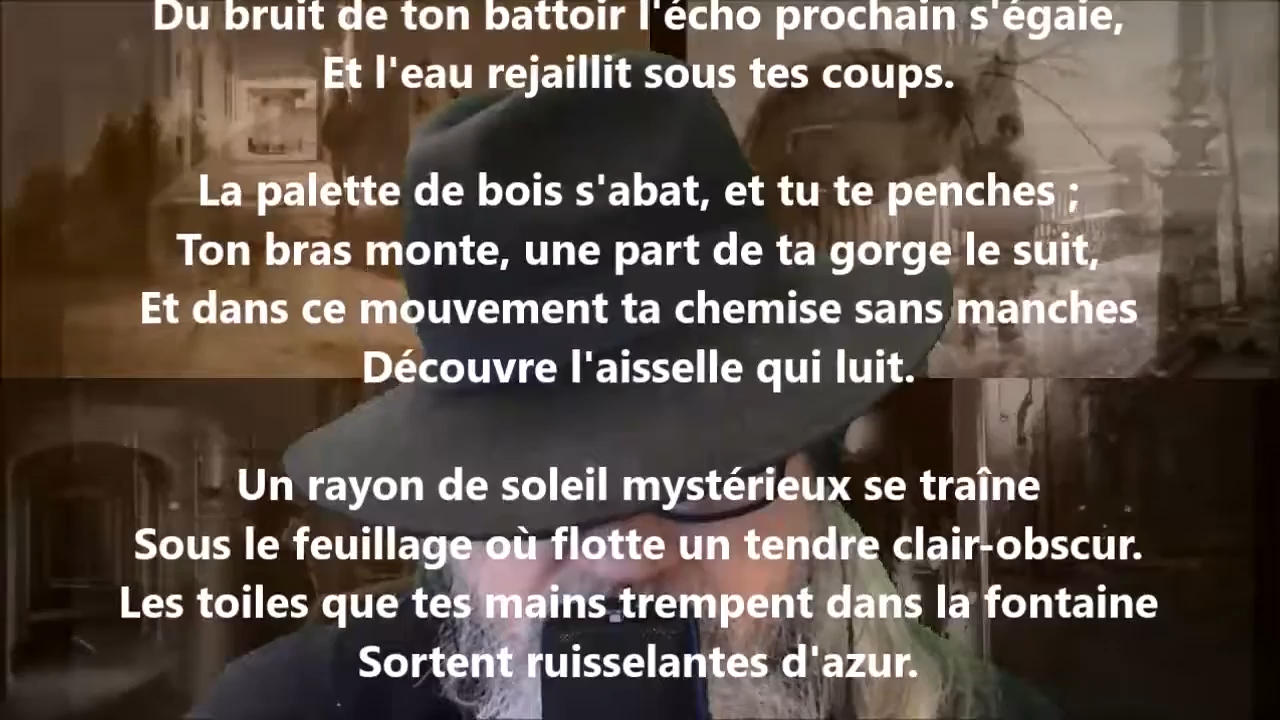 Du bruit de ton battoir l'écho prochain s'égaie,
Et l'eau rejaillit sous tes coups.
La palette de bois s'abat, et tu te penches ;
Ton bras monte, une part de ta gorge le suit,
Et dans ce mouvement ta chemise sans manches
Découvre l'aisselle qui luit.
Un rayon de soleil mystérieux se traîne
Sous le feuillage où flotte un tendre clair-obscur.
Les toiles que tes mains trempent dans la fontaine
Sortent ruisselantes d'azur.